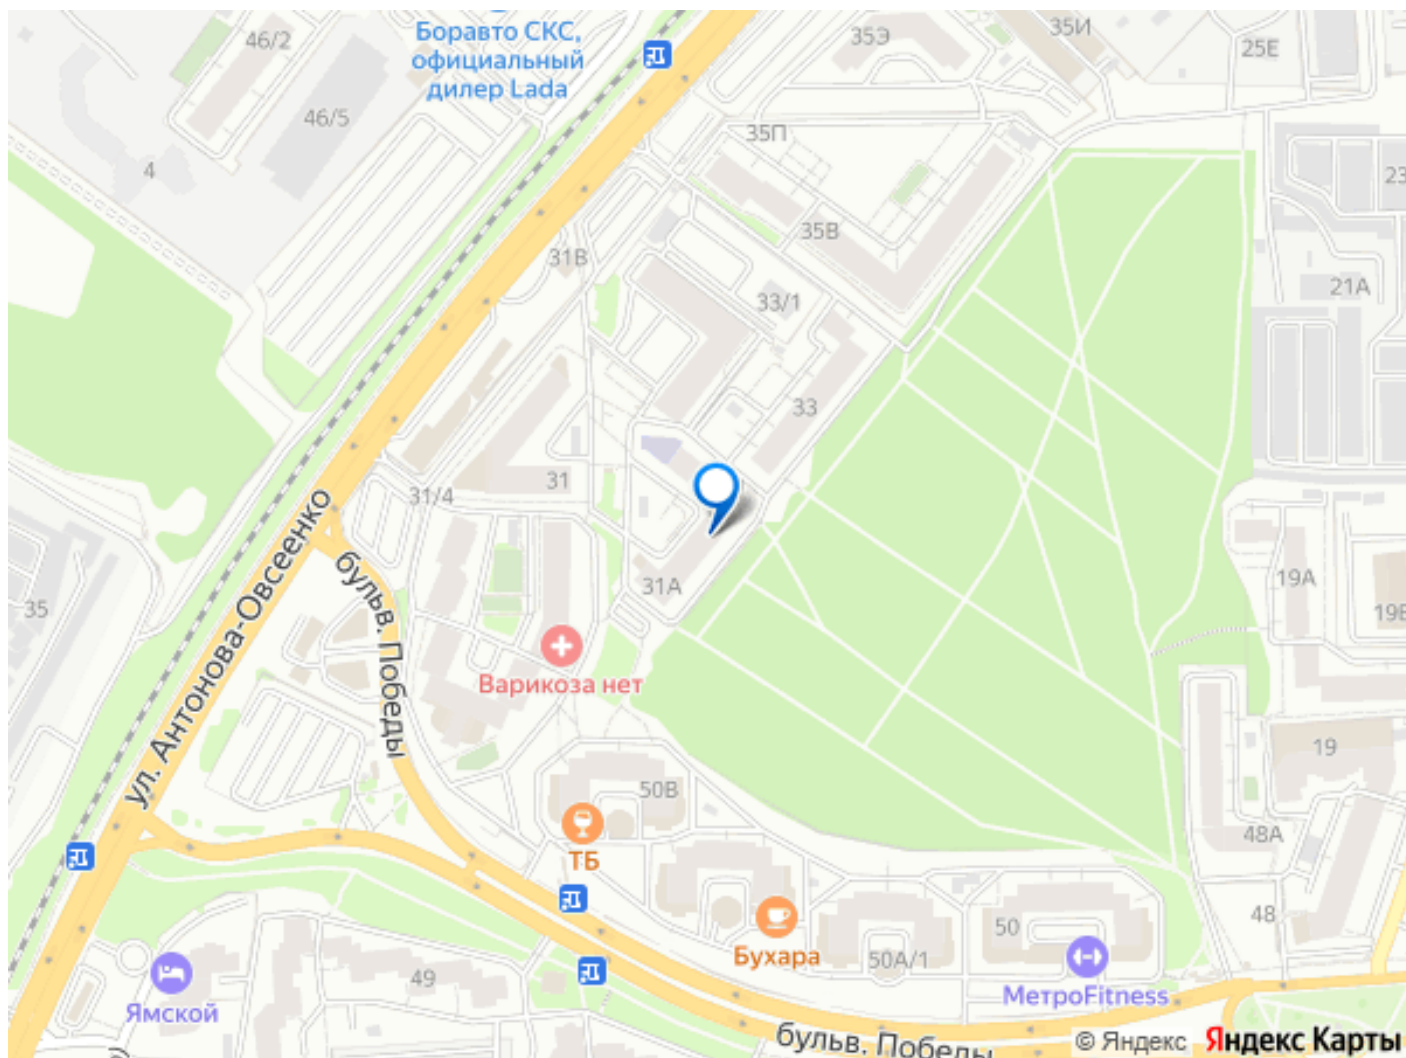 Боравто СКС,
официальный
дилер Lada
46/2
35Э
35И
25Е
46/5
4
35П
23
35В
31В
21А
33/1
33
31
31/4
ул. Антонова-Овсеенко
бульв. Победы
31А
19А
35
Варикоза нет
19
50В
ТБ
48А
48
50
Бухара
50А/1
49
Ямской
МетроFitness
бульв. Победы
© Яндекс Яндекс Карты